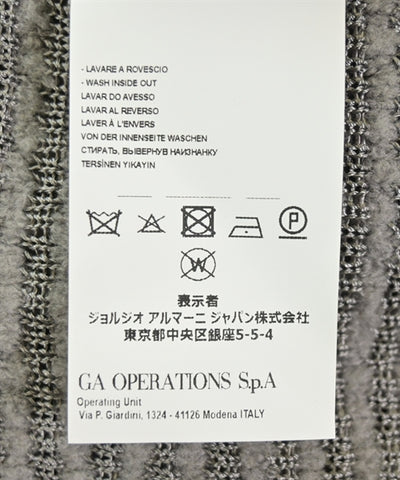 - LAVARE A ROVESCIO
- WASH INSIDE OUT
LAVAR DO AVESSO
LAVAR AL REVERSO
LAVER À L'ENVERS
VON DER INNENSEITE WASCHEN
СТИРАТЬ, ВЫВЕРНУВ НАИЗНАНКУ
TERSİNEN YIKAYIN
P
W
表示者
ジョルジオ アルマーニ ジャパン株式会社
東京都中央区銀座5-5-4
GA OPERATIONS S.p.A
Operating Unit
Via P. Giardini, 1324 - 41126 Modena ITALY